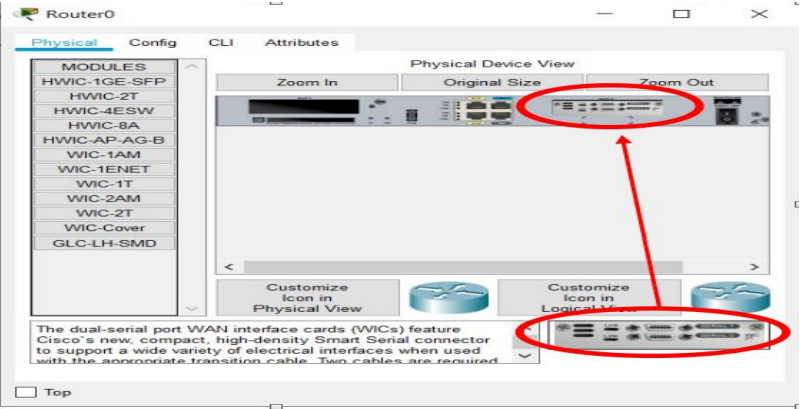 Router0
Physical Config CLI Attributes
MODULES
HWIC-1GE-SFP
HWIC-2T
HWIC-4ESW
HWIC-8A
HWIC-AP-AG-B
WIC-1AM
WIC-1ENET
WIC-1T
WIC-2AM
WIC-2T
WIC-Cover
GLC-LH-SMD
Physical Device View
Zoom In Original Size Zoom Out
Customize
Icon in
Physical View
Customize
Icon in
Logical View
The dual-serial port WAN interface cards (WICs) feature
Cisco`s new, compact, high-density Smart Serial connector
to support a wide variety of electrical interfaces when used
with the appropriate transition cable. Two cables are required
Top